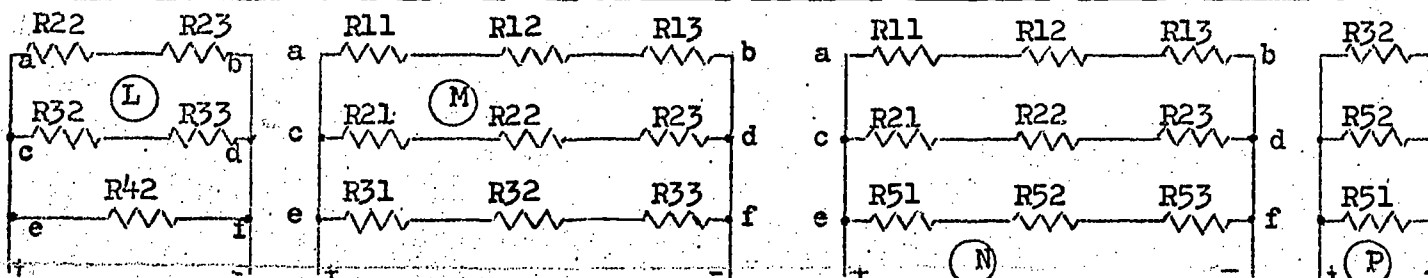 R22 R23 R11 R12 R13 R11 R12 R13 R32
a b a b a b
L M
R32 R33 R21 R22 R23 R21 R22 R23 R52
c d c d c d
R42 R31 R32 R33 R51 R52 R53 R51
e f e f e f
N P
+ - + - + - +